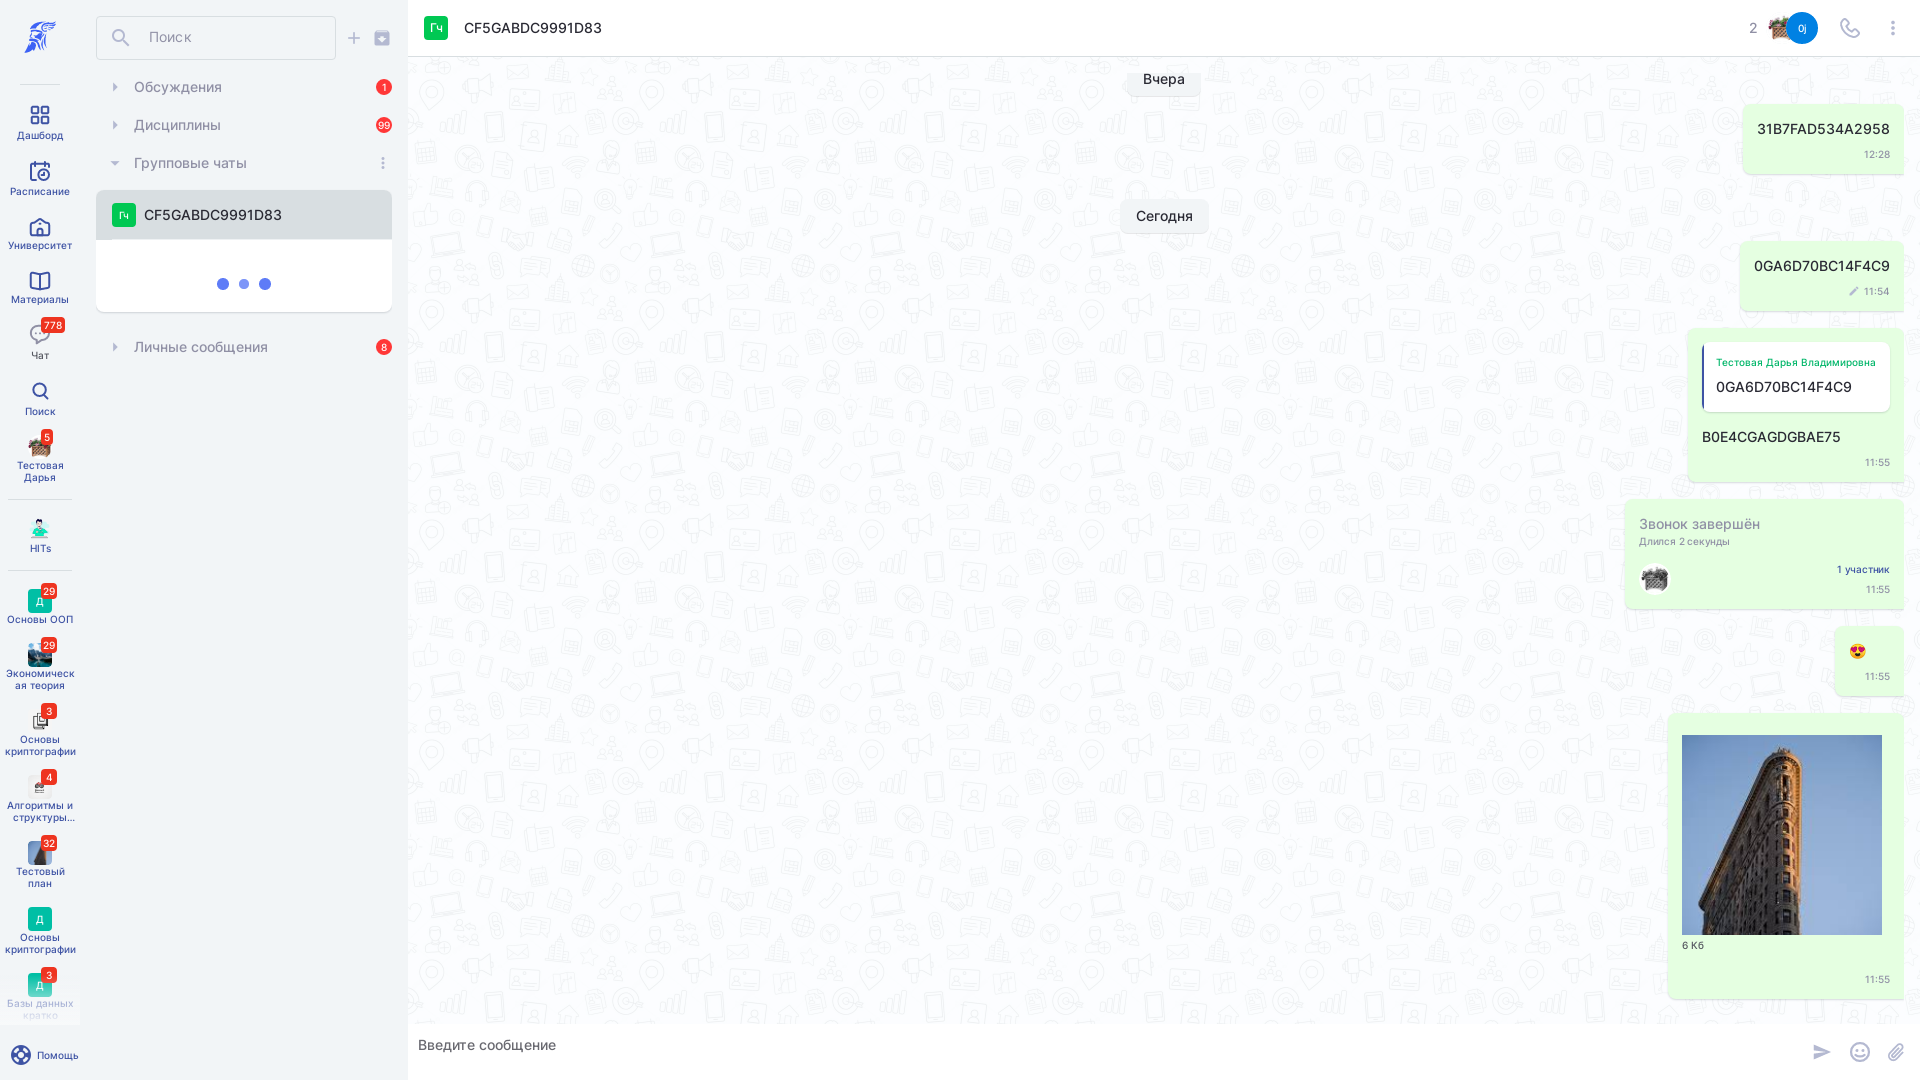 Дашборд
Расписание
Университет
Материалы
778
Чат
Поиск
5
Тестовая
Дарья
HITs
29
Д
Основы ООП
29
Экономическ
ая теория
3
Основы
криптографии
4
Алгоритмы и
структуры...
32
Тестовый
план
Д
Основы
криптографии
3
Д
Базы данных
кратко
Помощь
Поиск
Обсуждения
1
Дисциплины
99
Групповые чаты
Гч
CF5GABDC9991D83
Личные сообщения
8
Гч
CF5GABDC9991D83
2
0j
Вчера
31B7FAD534A2958
12:28
Сегодня
0GA6D70BC14F4C9
11:54
Тестовая Дарья Владимировна
0GA6D70BC14F4C9
B0E4CGAGDGBAE75
11:55
Звонок завершён
Длился 2 секунды
1 участник
11:55
11:55
6 Кб
11:55
Введите сообщение